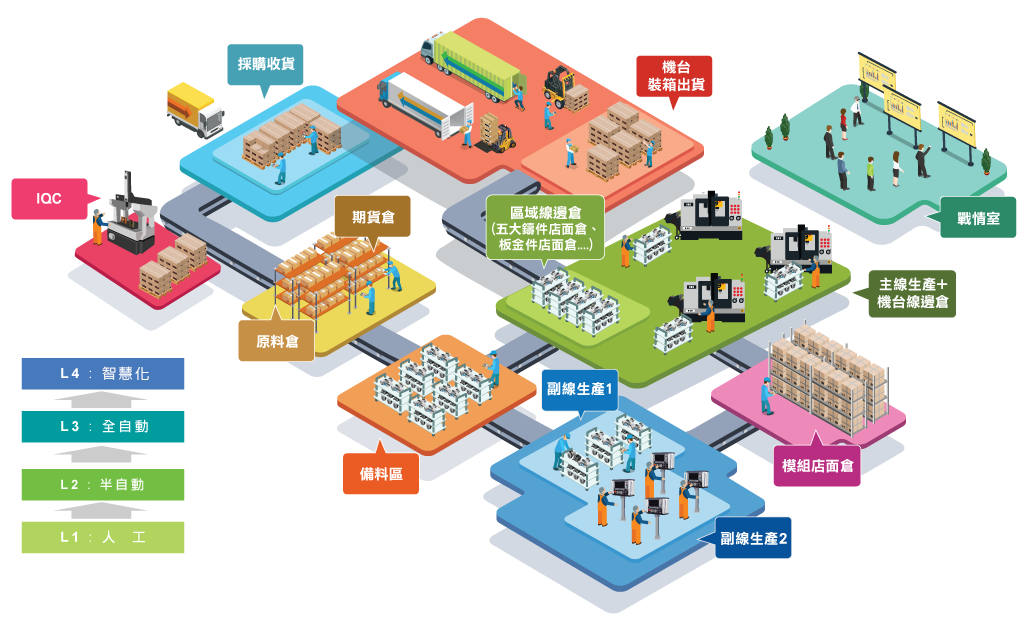 採購收貨
機台
裝箱出貨
IQC
期貨倉
區域線邊倉
(五大鑄件店面倉、
板金件店面倉....)
戰情室
主線生產＋
機台線邊倉
原料倉
L4：智慧化
L3：全自動
L2：半自動
L1：人 工
副線生產1
備料區
模組店面倉
副線生產2